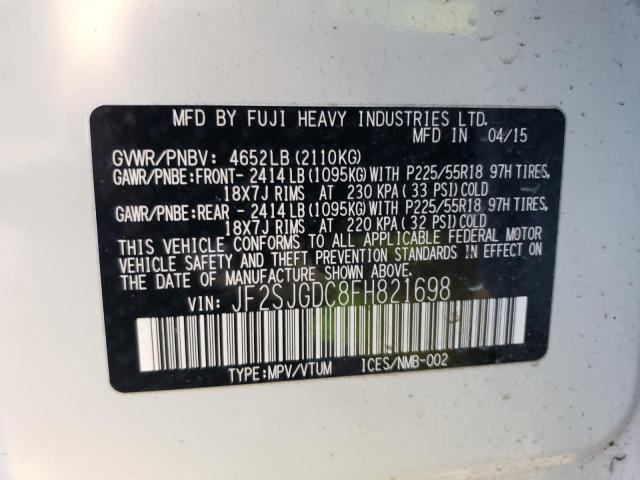 MFD BY FUJI HEAVY INDUSTRIES LTD.
MFD IN 04/15
GVWR/PNBV: 4652LB (2110KG)
GAWR/PNBE:FRONT- 2414 LB (1095KG)WITH P225/55R18 97H TIRES,
18X7J RIMS AT 230 KPA (33 PSI)COLD
GAWR/PNBE:REAR - 2414 LB (1095KG)WITH P225/55R18 97H TIRES,
18X7J RIMS AT 220 KPA (32 PSI)COLD
THIS VEHICLE CONFORMS TO ALL APPLICABLE FEDERAL MOTOR
VEHICLE SAFETY AND THEFT PREVENTION STANDARDS IN EFFECT ON
THE DATE OF MANUFACTURE SHOWN ABOVE.
VIN: JF2SJGDC8FH821698
TYPE:MPV/VTUM ICES/NMB-002